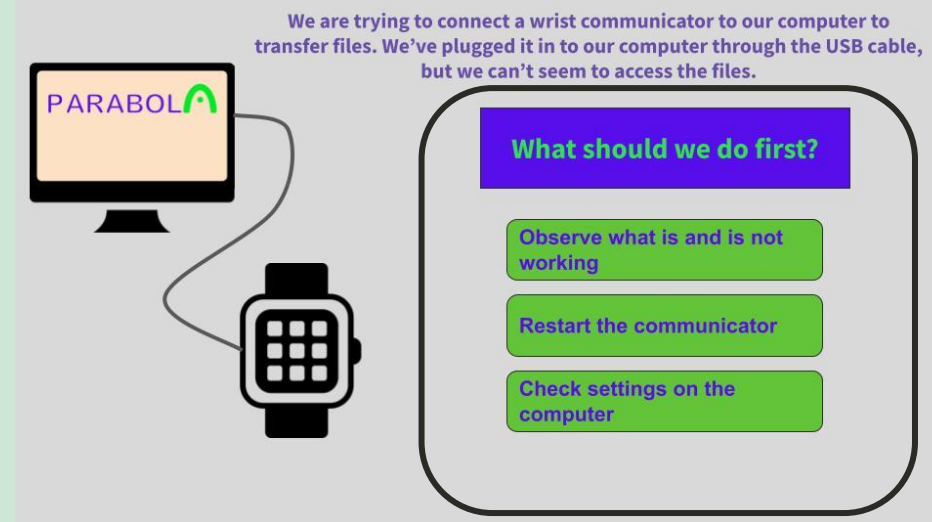 We are trying to connect a wrist communicator to our computer to
transfer files. We've plugged it in to our computer through the USB cable,
but we can't seem to access the files.
PARABOLA
What should we do first?
Observe what is and is not
working
Restart the communicator
Check settings on the
computer